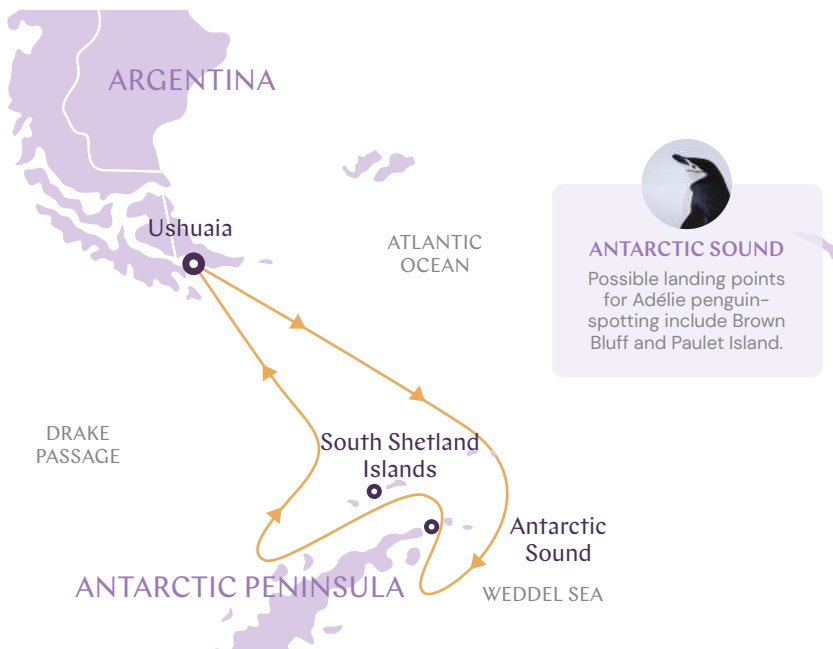 ARGENTINA
Ushuaia
ATLANTIC
OCEAN
ANTARCTIC SOUND
Possible landing points
for Adélie penguin-
spotting include Brown
Bluff and Paulet Island.
DRAKE
PASSAGE
South Shetland
Islands
Antarctic
Sound
ANTARCTIC PENINSULA
WEDDEL SEA